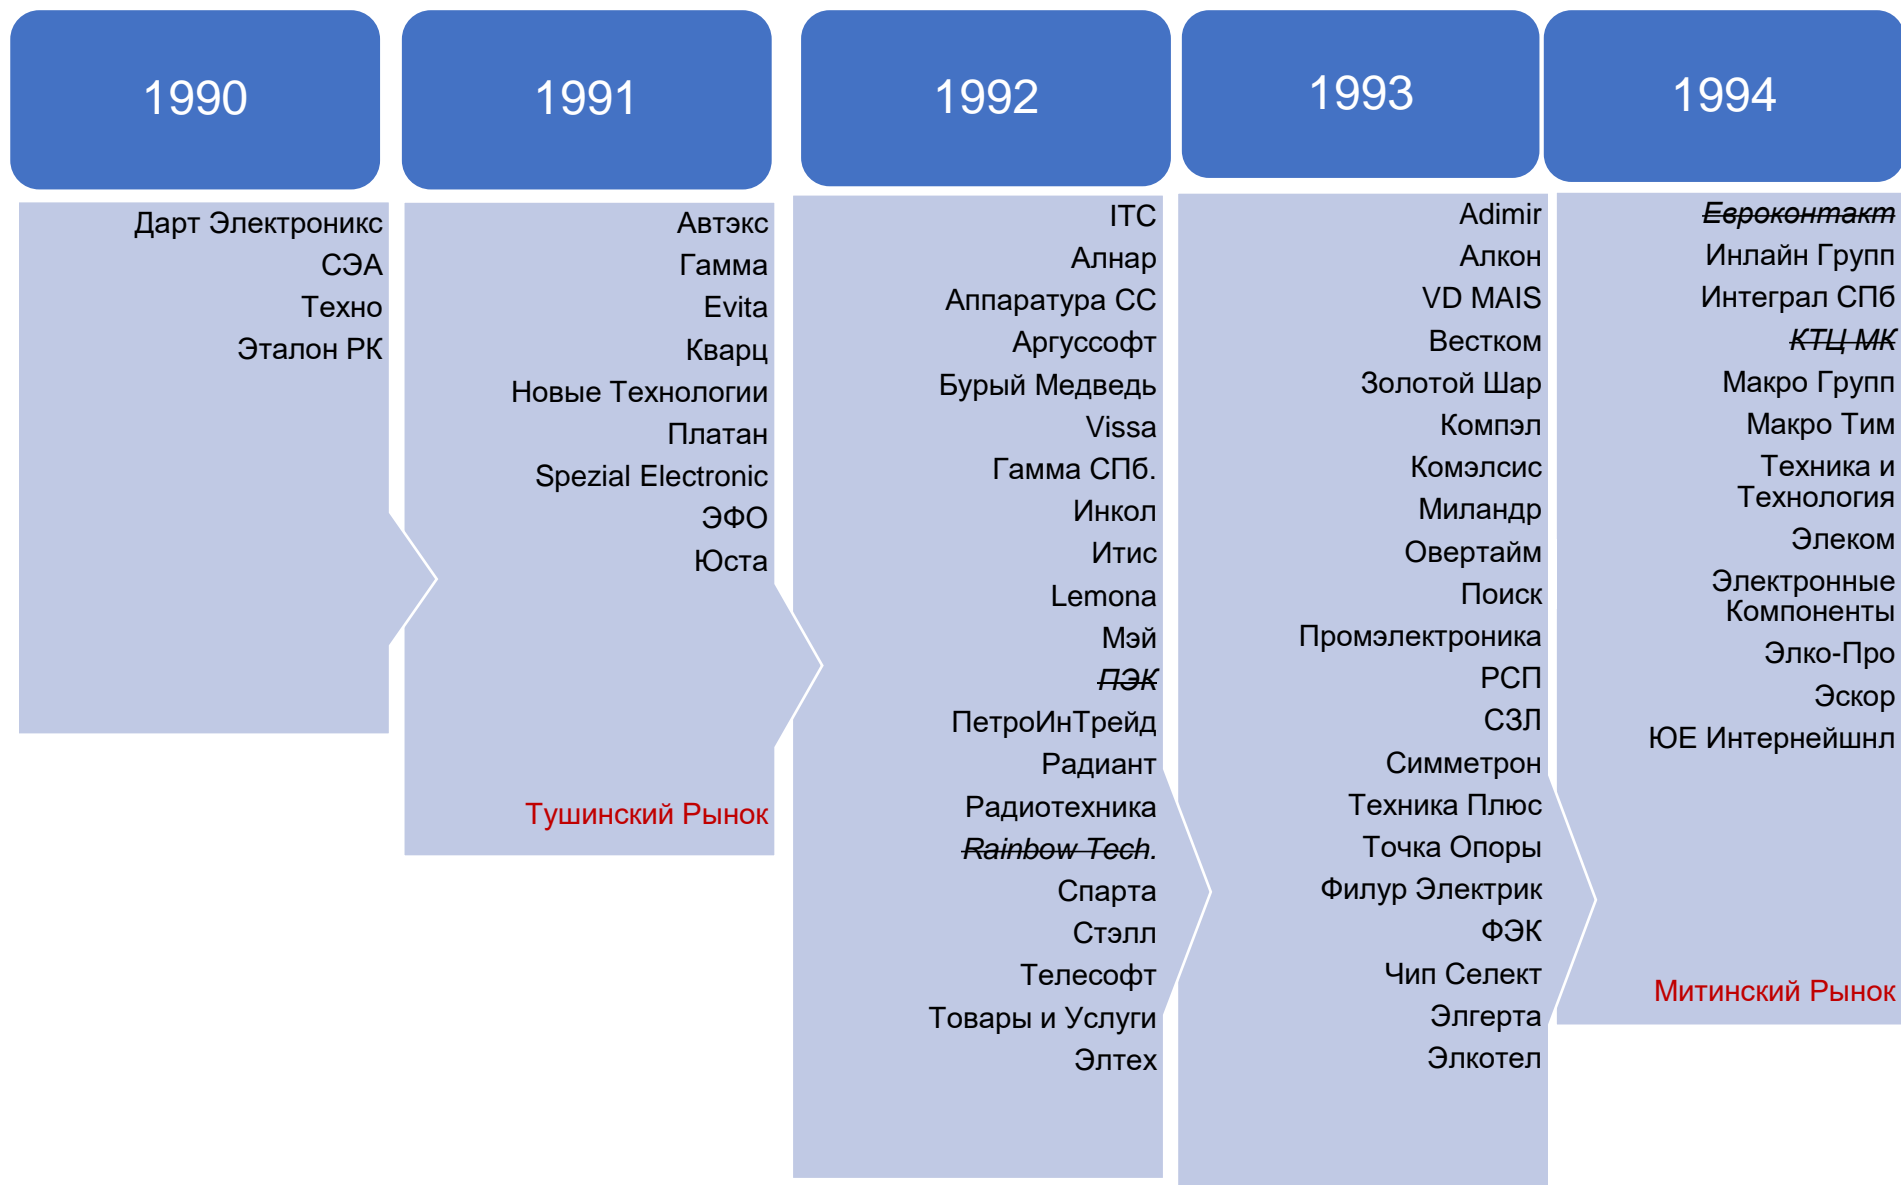 1990
Дарт Электроникс
СЭА
Техно
Эталон РК
1991
Автэкс
Гамма
Evita
Кварц
Новые Технологии
Платан
Spezial Electronic
ЭФО
Юста
Тушинский Рынок
1992
ITC
Алнар
Аппаратура СС
Аргуссофт
Бурый Медведь
Vissa
Гамма СПб.
Инкол
Итис
Lemona
Мэй
ПЭК
ПетроИнТрейд
Радиант
Радиотехника
Rainbow Tech.
Спарта
Стэлл
Телесофт
Товары и Услуги
Элтех
1993
Adimir
Алкон
VD MAIS
Вестком
Золотой Шар
Компэл
Комэлсис
Миландр
Овертайм
Поиск
Промэлектроника
РСП
СЗЛ
Симметрон
Техника Плюс
Точка Опоры
Филур Электрик
ФЭК
Чип Селект
Элгерта
Элкотел
1994
Евроконтакт
Инлайн Групп
Интеграл СПб
КТЦ МК
Макро Групп
Макро Тим
Техника и
Технология
Элеком
Электронные
Компоненты
Элко-Про
Эскор
ЮЕ Интернейшнл
Митинский Рынок